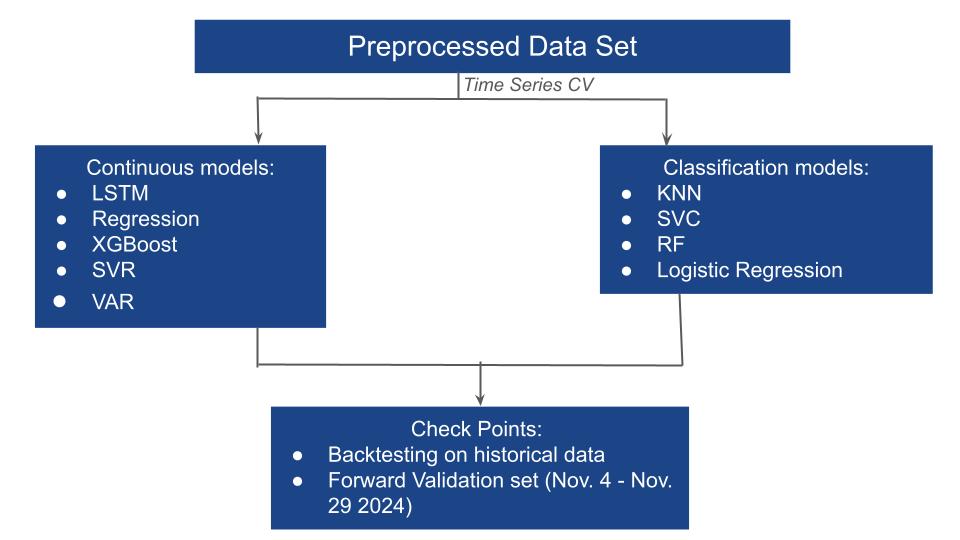 Preprocessed Data Set
Time Series CV
Continuous models:
● LSTM
● Regression
● XGBoost
● SVR
● VAR
Classification models:
● KNN
● SVC
● RF
● Logistic Regression
Check Points:
● Backtesting on historical data
● Forward Validation set (Nov. 4 - Nov.
29 2024)